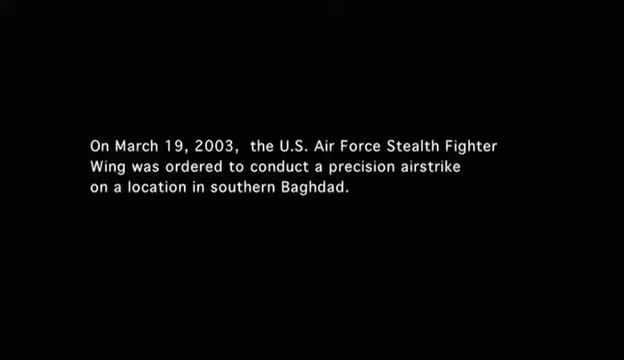 On March 19, 2003, the U.S. Air Force Stealth Fighter
Wing was ordered to conduct a precision airstrike
on a location in southern Baghdad.